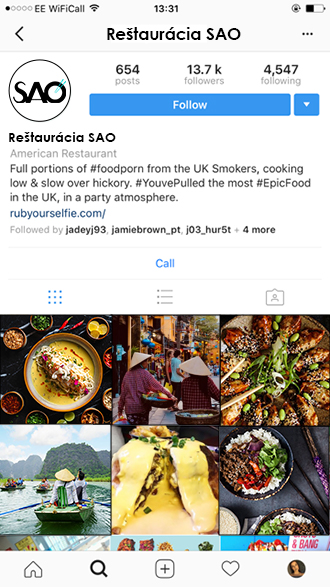 EE WiFiCall
13:31
Reštaurácia SAO
SAO
654 13.7 k 4,547
posts followers following
Follow
Reštaurácia SAO
American Restaurant
Full portions of #foodporn from the UK Smokers, cooking
low & slow over hickory. #YouvePulled the most #EpicFood
in the UK, in a party atmosphere.
rubyourselfie.com/
Followed by jadeyj93, jamiebrown_pt, j03_hur5t + 4 more
Call
& BANG